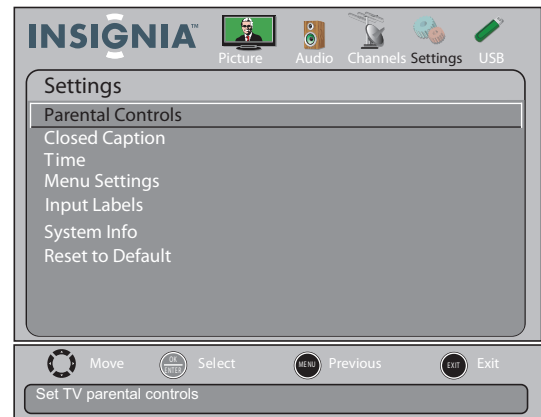 INSIGNIA™
Picture Audio Channels Settings USB
Settings
Parental Controls
Closed Caption
Time
Menu Settings
Input Labels
System Info
Reset to Default
Move OK ENTER Select MENU Previous EXIT Exit
Set TV parental controls